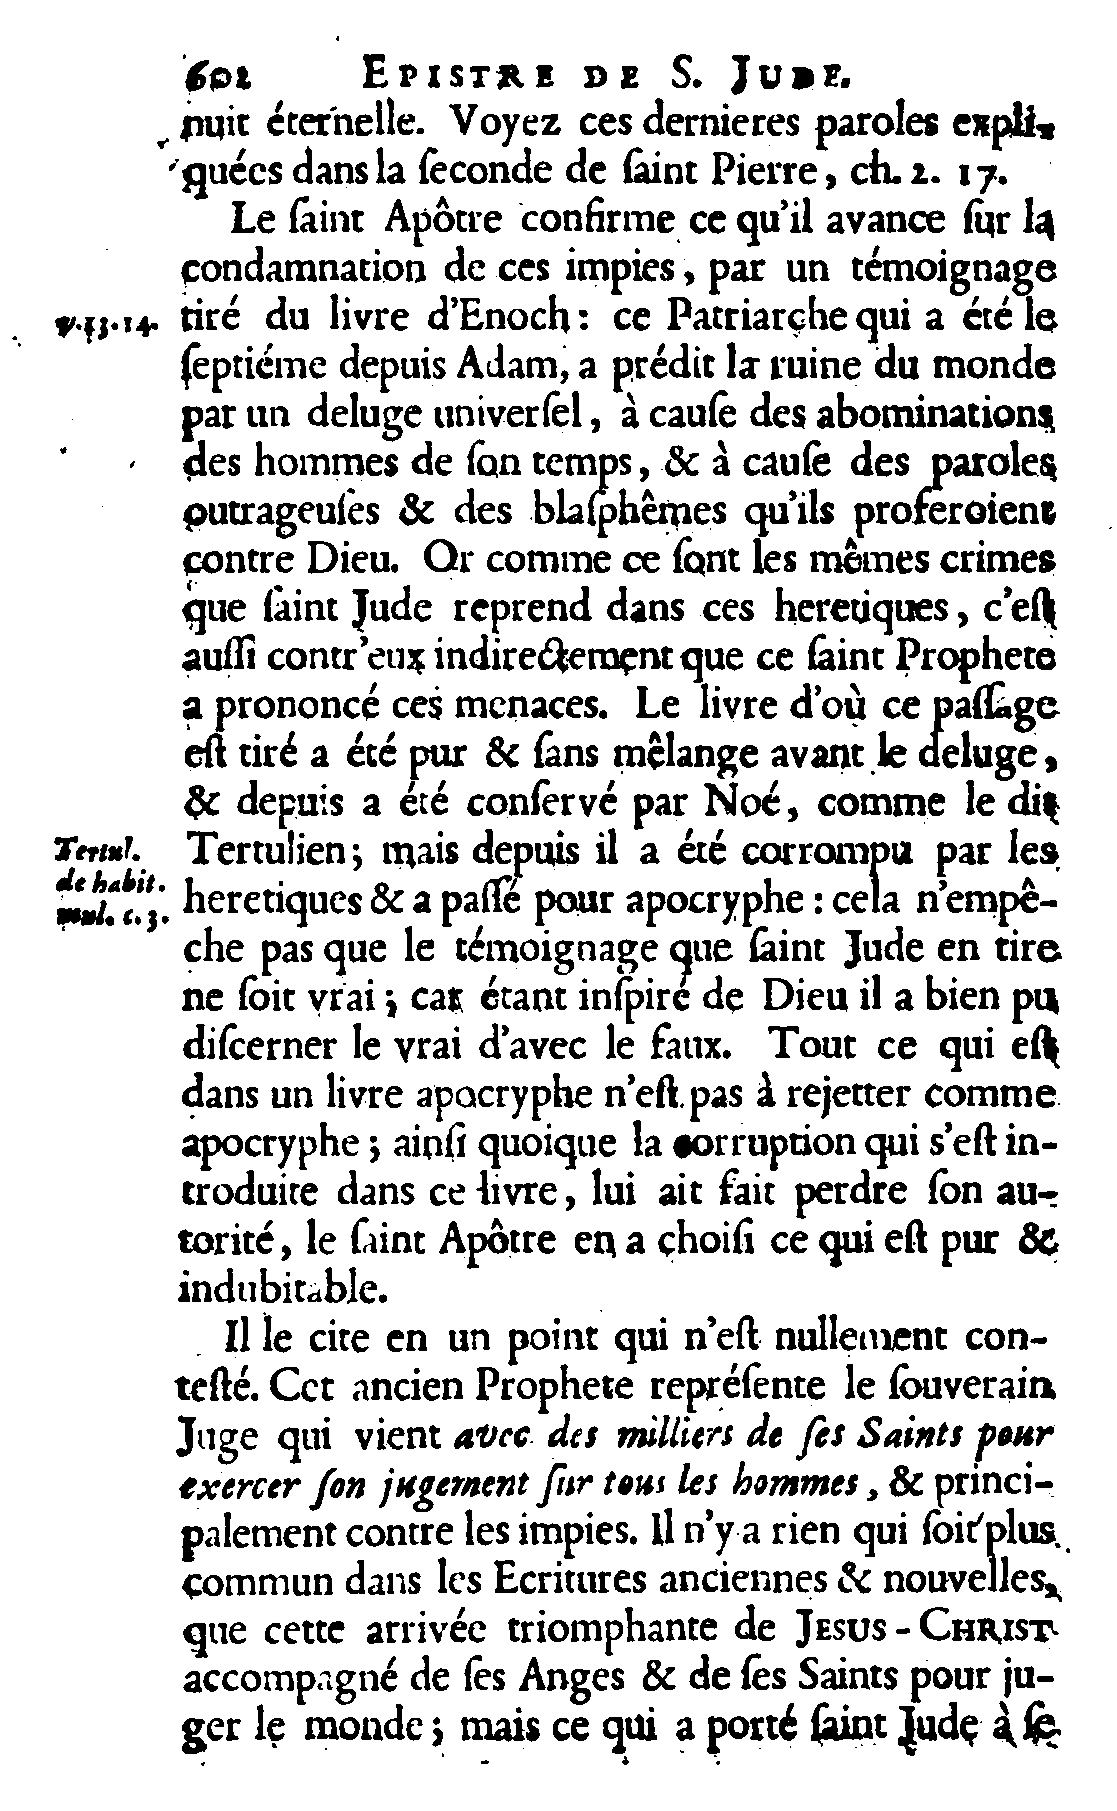 602 EPISTRE DE S. JUDE.
nuit éternelle. Voyez ces dernieres paroles expli-
quées dans la ſeconde de ſaint Pierre, ch. 2. 17.
Le ſaint Apôtre confirme ce qu'il avance ſur la
condamnation de ces impies, par un témoignage
v. 13. 14.
tiré du livre d'Enoch: ce Patriarche qui a été le
ſeptiéme depuis Adam, a prédit la ruine du monde
par un deluge univerſel, à cauſe des abominations
des hommes de ſon temps, & à cauſe des paroles
outrageuſes & des blaſphêmes qu'ils proferoient
contre Dieu. Or comme ce ſont les mêmes crimes
que ſaint Jude reprend dans ces heretiques, c'eſt
auſſi contr'eux indirectement que ce ſaint Prophete
a prononcé ces menaces. Le livre d'où ce paſſage
eſt tiré a été pur & ſans mêlange avant le deluge,
& depuis a été conſervé par Noé, comme le dit
Tertul.
de habit.
mul. c. 3.
Tertulien; mais depuis il a été corrompu par les
heretiques & a paſſé pour apocryphe: cela n'empê-
che pas que le témoignage que ſaint Jude en tire
ne ſoit vrai; car étant inſpiré de Dieu il a bien pu
diſcerner le vrai d'avec le faux. Tout ce qui eſt
dans un livre apocryphe n'eſt pas à rejetter comme
apocryphe; ainſi quoique la corruption qui s'eſt in-
troduite dans ce livre, lui ait fait perdre ſon au-
torité, le ſaint Apôtre en a choiſi ce qui eſt pur &
indubitable.
Il le cite en un point qui n'eſt nullement con-
teſté. Cet ancien Prophete repréſente le ſouverain
Juge qui vient avec des milliers de ſes Saints pour
exercer ſon jugement ſur tous les hommes, & princi-
palement contre les impies. Il n'y a rien qui ſoit plus
commun dans les Ecritures anciennes & nouvelles,
que cette arrivée triomphante de JESUS-CHRIST
accompagné de ſes Anges & de ſes Saints pour ju-
ger le monde; mais ce qui a porté ſaint Jude à ſe